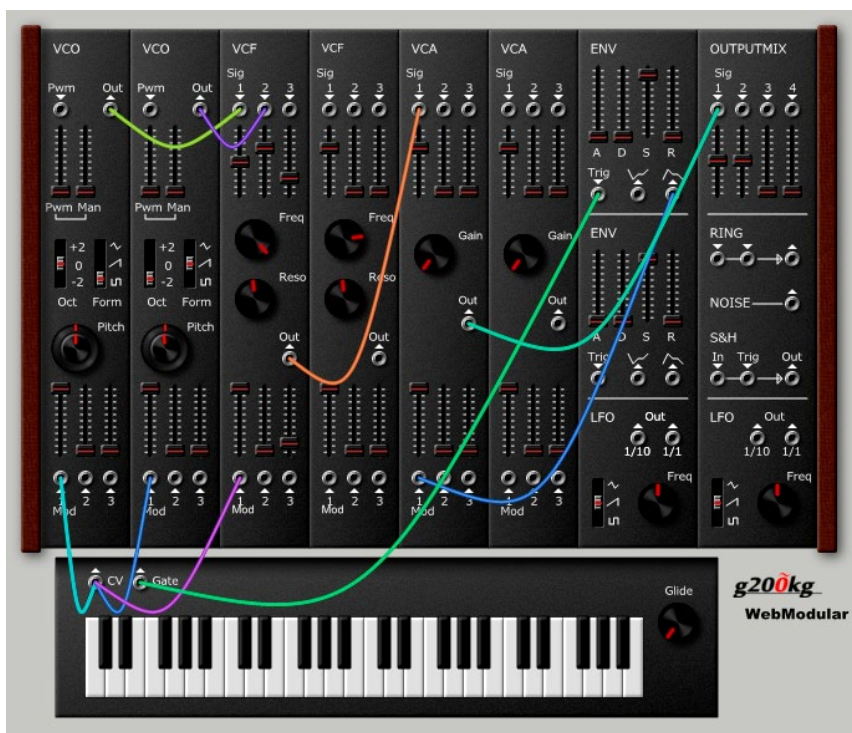 VCO VCO VCF VCF VCA VCA ENV OUTPUTMIX
Sig Sig Sig Sig Sig
Pwm Out Pwm Out 1 2 3 1 2 3 1 2 3 1 2 3 1 2 3 4
A D S R
Trig
Pwm Man Pwm Man
Freq Freq ENV RING
Gain Gain
+2 +2
0 0
-2 -2
Reso Reso
Oct Form Oct Form
Out Out NOISE
Pitch Pitch
Out Out A D S R S&H
Trig In Trig Out
LFO Out LFO Out
1/10 1/1 1/10 1/1
Freq Freq
1 2 3 1 2 3 1 2 3 1 2 3 1 2 3 1 2 3
Mod Mod Mod Mod Mod Mod
CV Gate
Glide
g200kg
WebModular